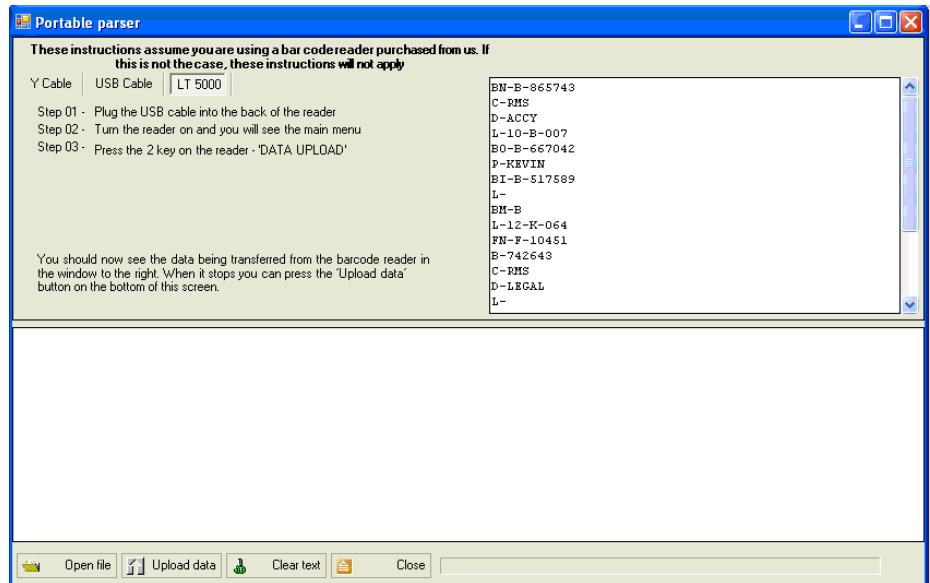 Portable parser
These instructions assume you are using a bar code reader purchased from us. If
this is not the case, these instructions will not apply
Y Cable USB Cable LT 5000
Step 01 - Plug the USB cable into the back of the reader
Step 02 - Turn the reader on and you will see the main menu
Step 03 - Press the 2 key on the reader - 'DATA UPLOAD'
You should now see the data being transferred from the barcode reader in
the window to the right. When it stops you can press the 'Upload data'
button on the bottom of this screen.
BN-B-865743
C-RMS
D-ACCY
L-10-B-007
BO-B-667042
P-KEVIN
BI-B-517589
L-
BM-B
L-12-K-064
FN-F-10451
B-742643
C-RMS
D-LEGAL
L-
Open file Upload data Clear text Close